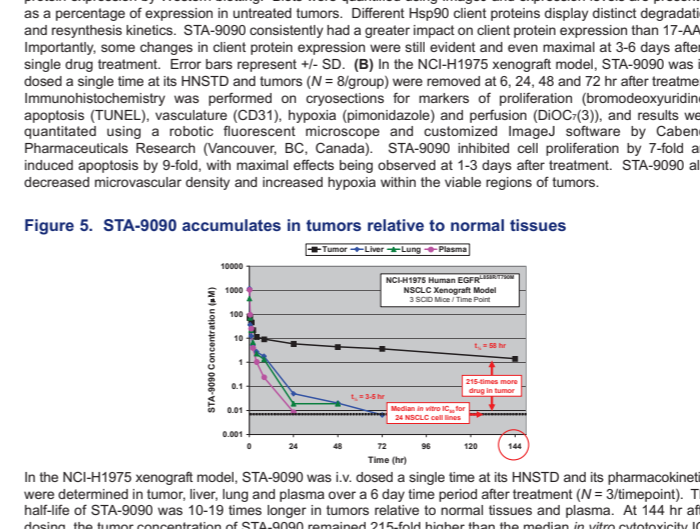 protein expression by Western blotting. Blots were quantified using ImageJ and expression levels are present
as a percentage of expression in untreated tumors. Different Hsp90 client proteins display distinct degradati
and resynthesis kinetics. STA-9090 consistently had a greater impact on client protein expression than 17-AA
Importantly, some changes in client protein expression were still evident and even maximal at 3-6 days after
single drug treatment. Error bars represent +/- SD. (B) In the NCI-H1975 xenograft model, STA-9090 was i
dosed a single time at its HNSTD and tumors (N = 8/group) were removed at 6, 24, 48 and 72 hr after treatme
Immunohistochemistry was performed on cryosections for markers of proliferation (bromodeoxyuridin
apoptosis (TUNEL), vasculature (CD31), hypoxia (pimonidazole) and perfusion (DiOC7(3)), and results we
quantitated using a robotic fluorescent microscope and customized ImageJ software by Caben
Pharmaceuticals Research (Vancouver, BC, Canada). STA-9090 inhibited cell proliferation by 7-fold a
induced apoptosis by 9-fold, with maximal effects being observed at 1-3 days after treatment. STA-9090 al
decreased microvascular density and increased hypoxia within the viable regions of tumors.
Figure 5. STA-9090 accumulates in tumors relative to normal tissues
Tumor Liver Lung Plasma
10000
1000
100
10
1
0.1
0.01
0.001
STA-9090 Concentration (µM)
NCI-H1975 Human EGFR L858R/T790M
NSCLC Xenograft Model
3 SCID Mice / Time Point
t½ = 58 hr
215-times more
drug in tumor
t½ = 3-6 hr
Median in vitro IC90 for
24 NSCLC cell lines
0 24 48 72 96 120 144
Time (hr)
In the NCI-H1975 xenograft model, STA-9090 was i.v. dosed a single time at its HNSTD and its pharmacokineti
were determined in tumor, liver, lung and plasma over a 6 day time period after treatment (N = 3/timepoint). T
half-life of STA-9090 was 10-19 times longer in tumors relative to normal tissues and plasma. At 144 hr aft
dosing, the tumor concentration of STA-9090 remained 215-fold higher than the median in vitro cytotoxicity